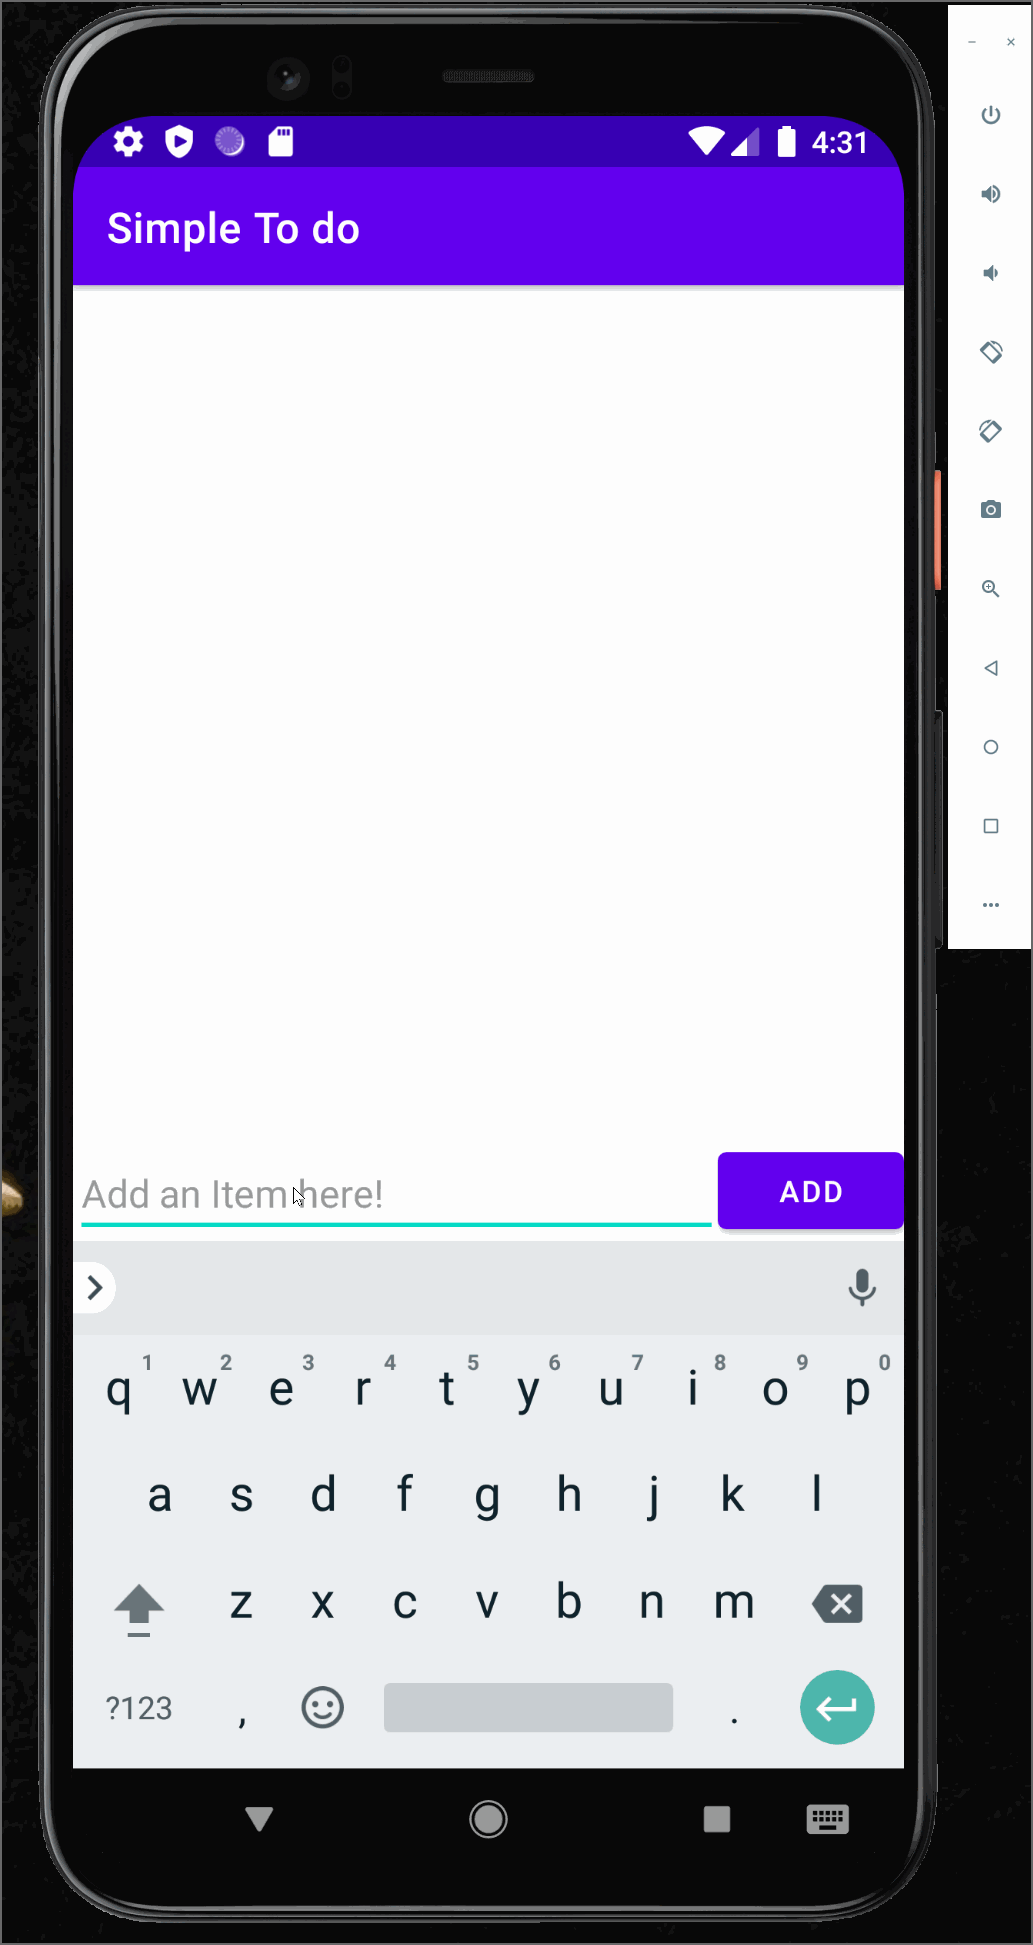 4:31
Simple To do
Add an Item here!
ADD
1 2 3 4 5 6 7 8 9 0
q w e r t y u i o p
a s d f g h j k l
z x c v b n m
?123 , .